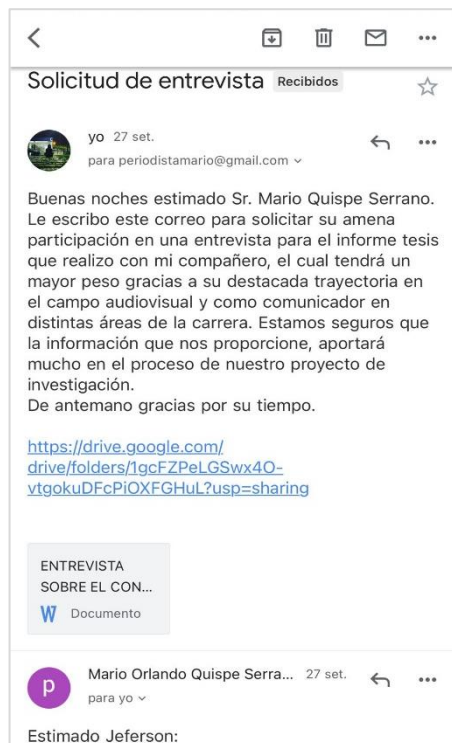 Solicitud de entrevista Recibidos
yo 27 set.
para periodistamario@gmail.com
Buenas noches estimado Sr. Mario Quispe Serrano.
Le escribo este correo para solicitar su amena
participación en una entrevista para el informe tesis
que realizo con mi compañero, el cual tendrá un
mayor peso gracias a su destacada trayectoria en
el campo audiovisual y como comunicador en
distintas áreas de la carrera. Estamos seguros que
la información que nos proporcione, aportará
mucho en el proceso de nuestro proyecto de
investigación.
De antemano gracias por su tiempo.
https://drive.google.com/
drive/folders/1gcFZPeLGSwx4O-
vtgokuDFcPiOXFGHuL?usp=sharing
ENTREVISTA
SOBRE EL CON...
W Documento
p
Mario Orlando Quispe Serra... 27 set.
para yo
Estimado Jeferson: